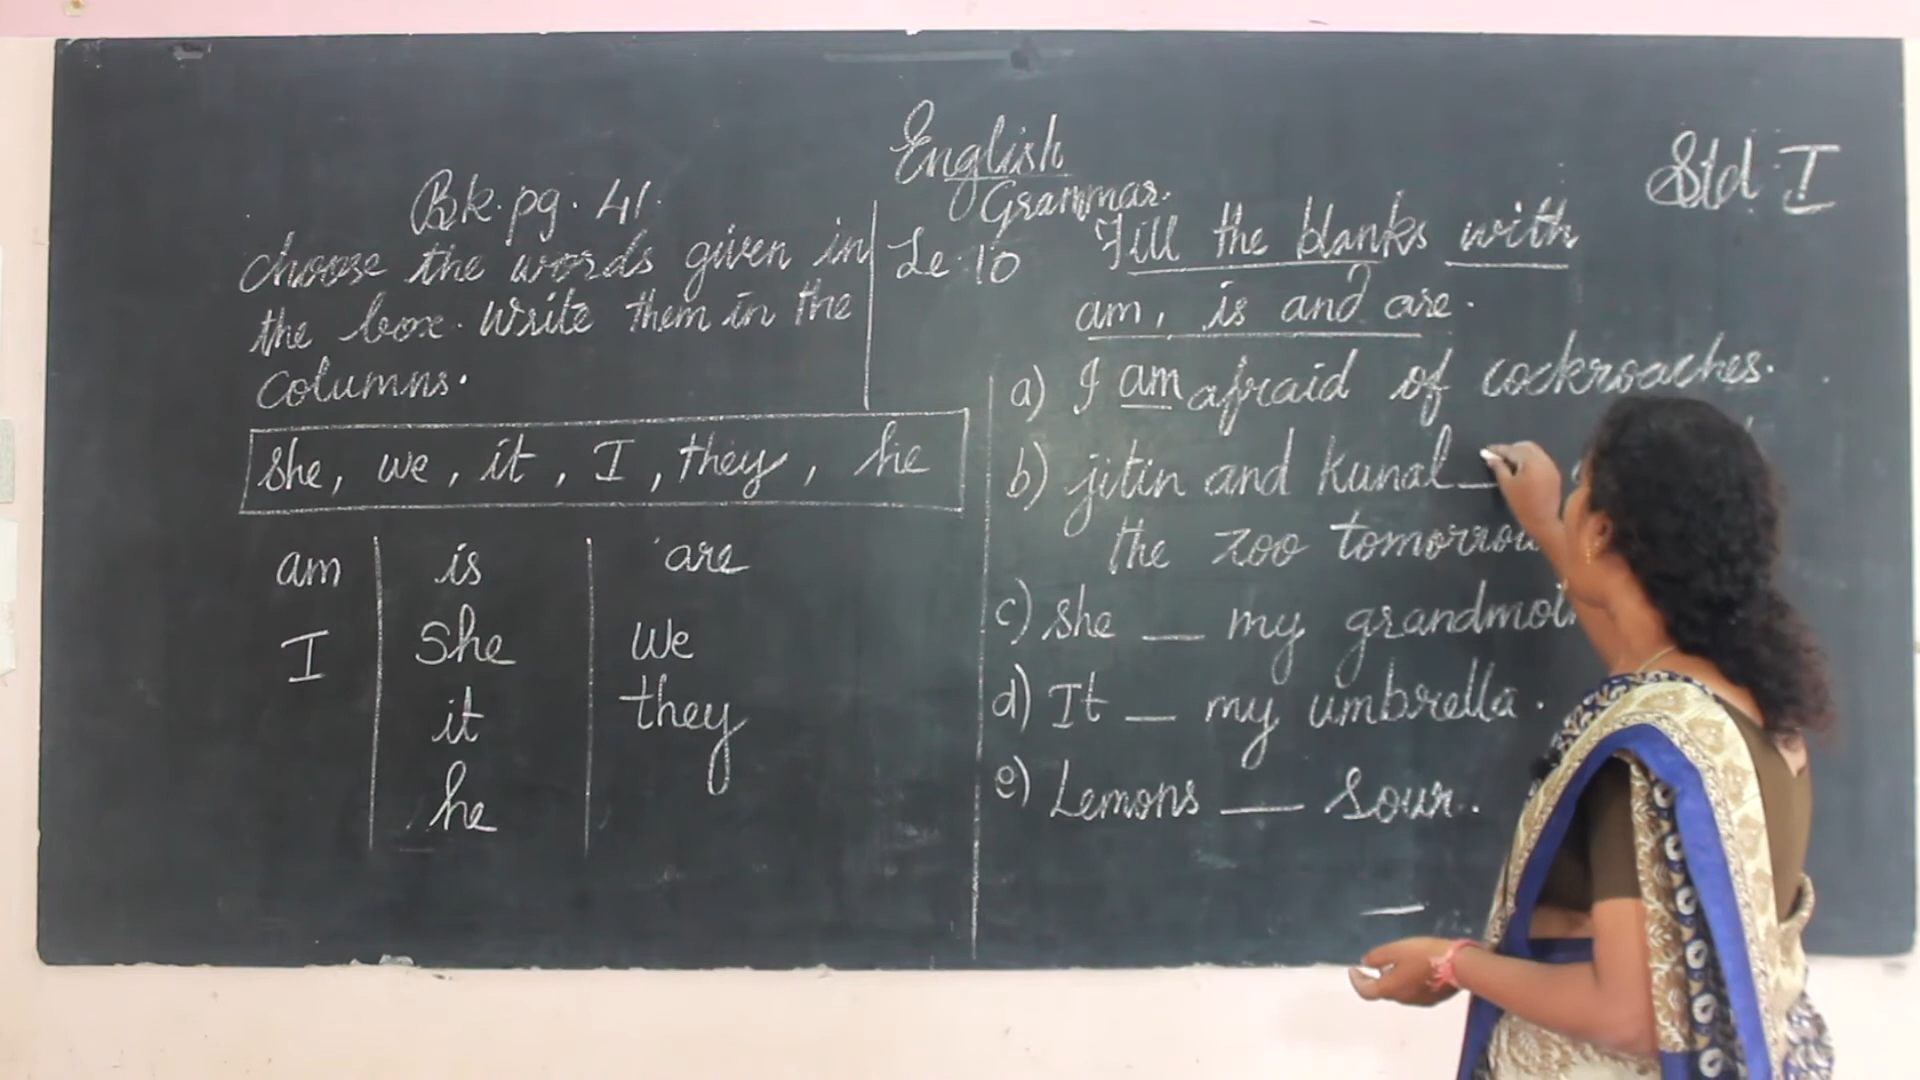 English
Grammar.
Std I
Bk. pg. 41.
choose the words given in
the box. Write them in the
columns.
she, we, it, I, they, he
am is are
I She we
it they
he
Le. 10 Fill the blanks with
am, is and are.
a) I am afraid of cockroaches.
b) jitin and kunal __
the zoo
c) she __ my
d) It __ my umbrella.
e) Lemons __ sour.